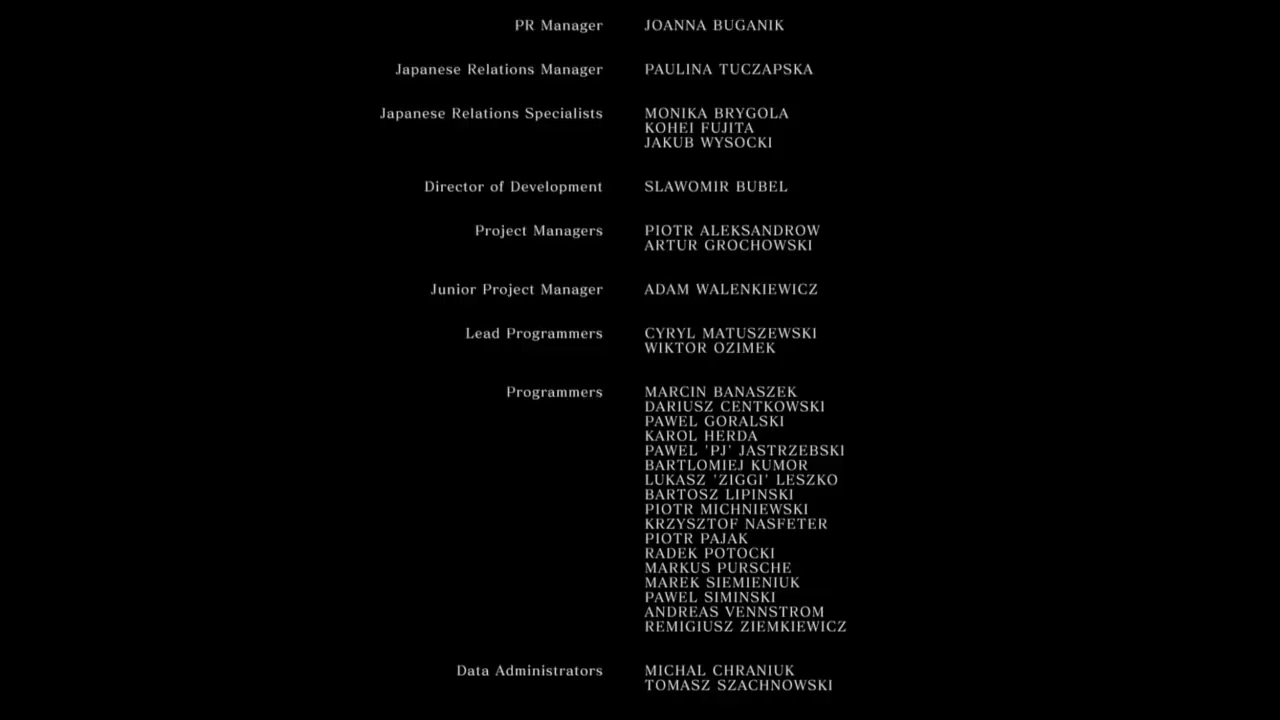 PR Manager JOANNA BUGANIK
Japanese Relations Manager PAULINA TUCZAPSKA
Japanese Relations Specialists MONIKA BRYGOLA
KOHEI FUJITA
JAKUB WYSOCKI
Director of Development SLAWOMIR BUBEL
Project Managers PIOTR ALEKSANDROW
ARTUR GROCHOWSKI
Junior Project Manager ADAM WALENKIEWICZ
Lead Programmers CYRYL MATUSZEWSKI
WIKTOR OZIMEK
Programmers MARCIN BANASZEK
DARIUSZ CENTKOWSKI
PAWEL GORALSKI
KAROL HERDA
PAWEL 'PJ' JASTRZEBSKI
BARTLOMIEJ KUMOR
LUKASZ 'ZIGGI' LESZKO
BARTOSZ LIPINSKI
PIOTR MICHNIEWSKI
KRZYSZTOF NASFETER
PIOTR PAJAK
RADEK POTOCKI
MARKUS PURSCHE
MAREK SIEMIENIUK
PAWEL SIMINSKI
ANDREAS VENNSTROM
REMIGIUSZ ZIEMKIEWICZ
Data Administrators MICHAL CHRANIUK
TOMASZ SZACHNOWSKI